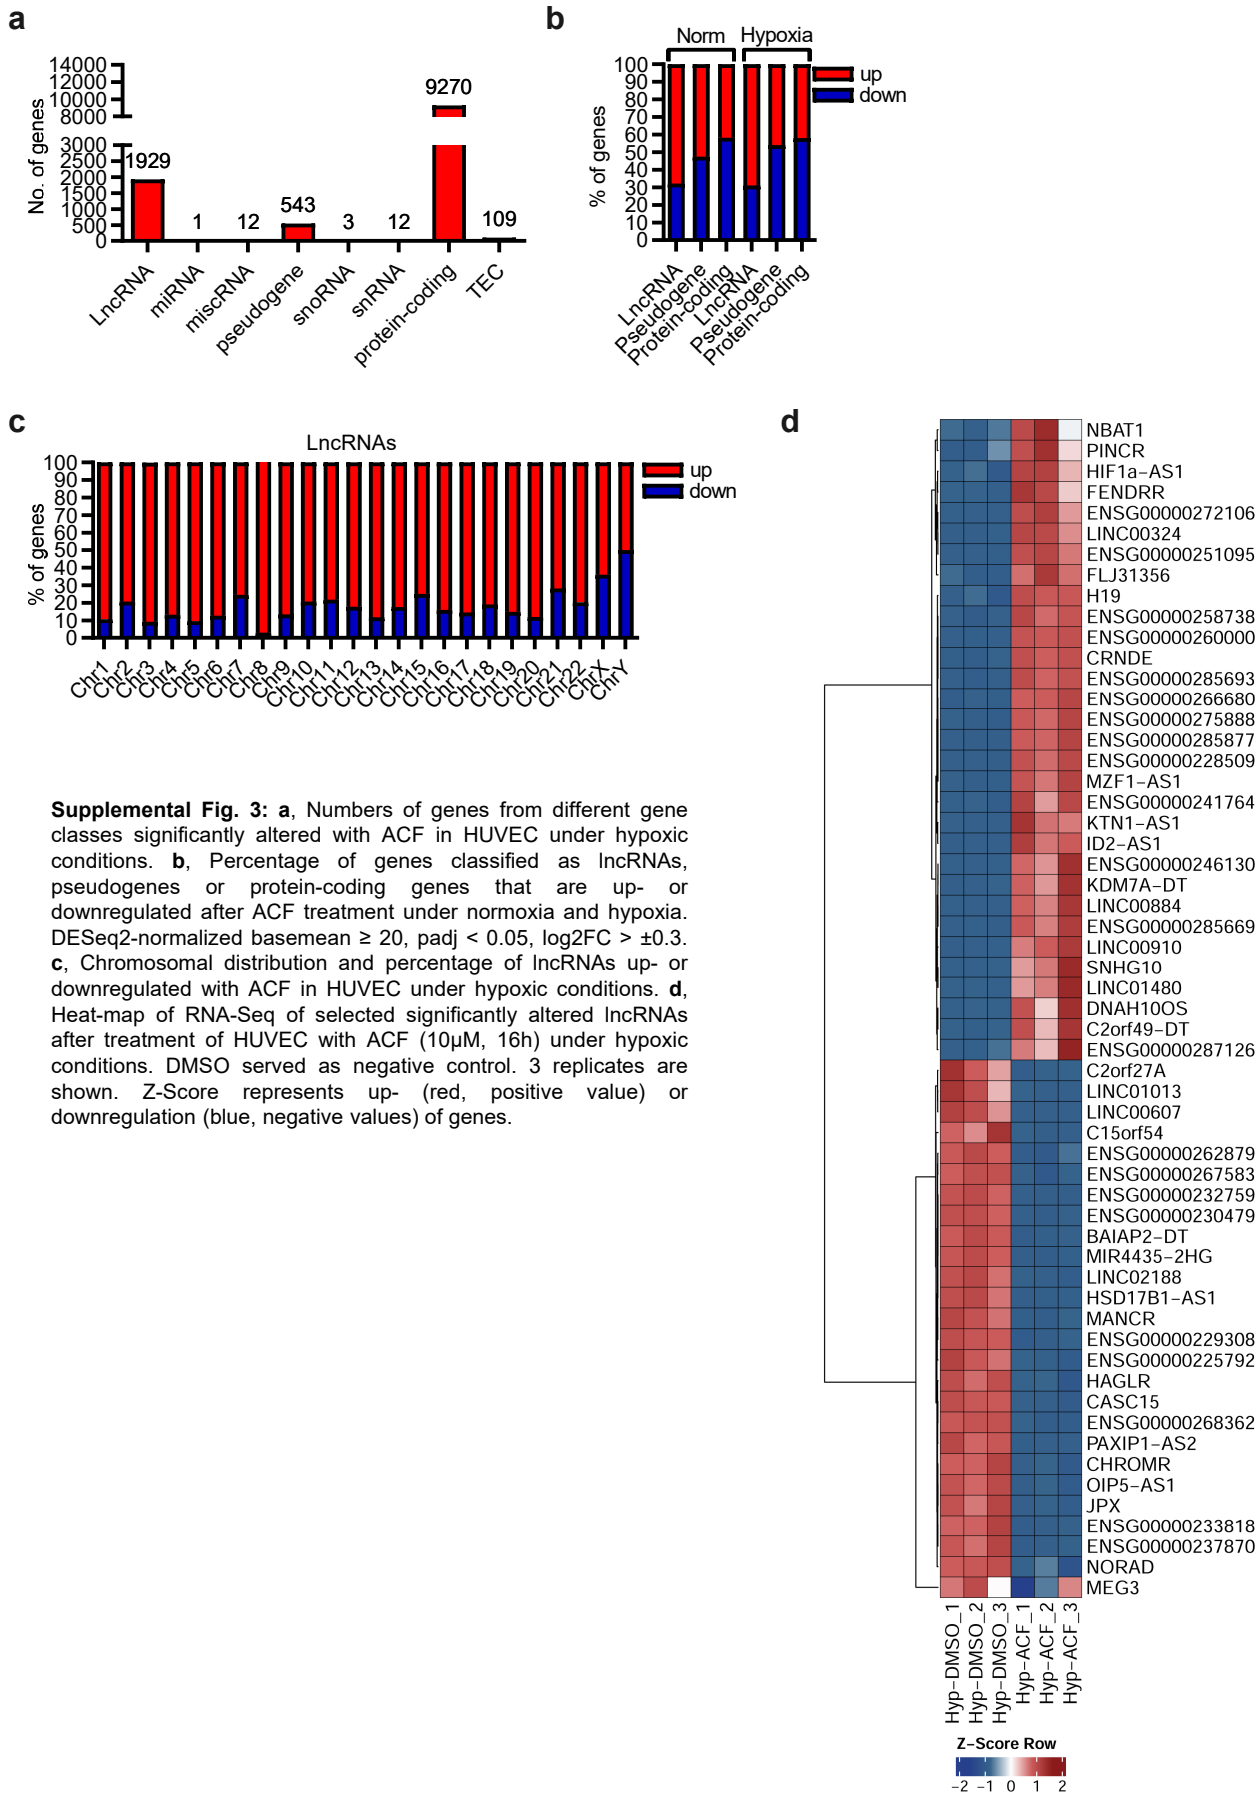 a
No. of genes
14000
12000
10000
8000
3000
2500
2000
1500
1000
500
0
1929
1
12
543
3
12
9270
109
LncRNA
miRNA
miscRNA
pseudogene
snoRNA
snRNA
protein-coding
TEC
b
Norm Hypoxia
% of genes
100
90
80
70
60
50
40
30
20
10
0
up
down
LncRNA
Pseudogene
Protein-coding
LncRNA
Pseudogene
Protein-coding
c
LncRNAs
% of genes
100
90
80
70
60
50
40
30
20
10
0
up
down
Chr1
Chr2
Chr3
Chr4
Chr5
Chr6
Chr7
Chr8
Chr9
Chr10
Chr11
Chr12
Chr13
Chr14
Chr15
Chr16
Chr17
Chr18
Chr19
Chr20
Chr21
Chr22
ChrX
ChrY
Supplemental Fig. 3: a, Numbers of genes from different gene
classes significantly altered with ACF in HUVEC under hypoxic
conditions. b, Percentage of genes classified as lncRNAs,
pseudogenes or protein-coding genes that are up- or
downregulated after ACF treatment under normoxia and hypoxia.
DESeq2-normalized basemean ≥ 20, padj < 0.05, log2FC > ±0.3.
c, Chromosomal distribution and percentage of lncRNAs up- or
downregulated with ACF in HUVEC under hypoxic conditions. d,
Heat-map of RNA-Seq of selected significantly altered lncRNAs
after treatment of HUVEC with ACF (10µM, 16h) under hypoxic
conditions. DMSO served as negative control. 3 replicates are
shown. Z-Score represents up- (red, positive value) or
downregulation (blue, negative values) of genes.
d
NBAT1
PINCR
HIF1a−AS1
FENDRR
ENSG00000272106
LINC00324
ENSG00000251095
FLJ31356
H19
ENSG00000258738
ENSG00000260000
CRNDE
ENSG00000285693
ENSG00000266680
ENSG00000275888
ENSG00000285877
ENSG00000228509
MZF1−AS1
ENSG00000241764
KTN1−AS1
ID2−AS1
ENSG00000246130
KDM7A−DT
LINC00884
ENSG00000285669
LINC00910
SNHG10
LINC01480
DNAH10OS
C2orf49−DT
ENSG00000287126
C2orf27A
LINC01013
LINC00607
C15orf54
ENSG00000262879
ENSG00000267583
ENSG00000232759
ENSG00000230479
BAIAP2−DT
MIR4435−2HG
LINC02188
HSD17B1−AS1
MANCR
ENSG00000229308
ENSG00000225792
HAGLR
CASC15
ENSG00000268362
PAXIP1−AS2
CHROMR
OIP5−AS1
JPX
ENSG00000233818
ENSG00000237870
NORAD
MEG3
Hyp−DMSO_1
Hyp−DMSO_2
Hyp−DMSO_3
Hyp−ACF_1
Hyp−ACF_2
Hyp−ACF_3
Z−Score Row
−2 −1 0 1 2